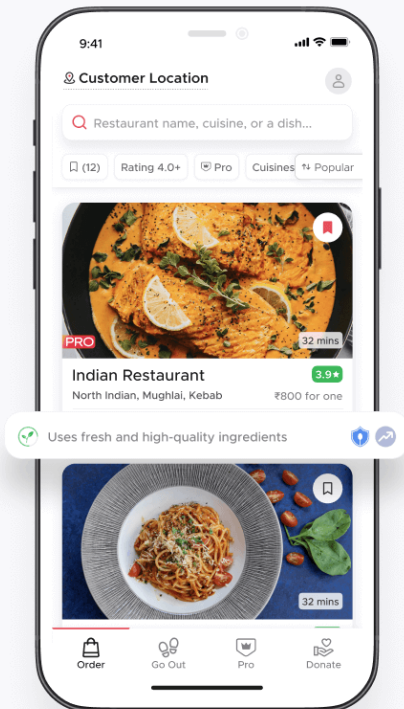 9:41
Customer Location
Restaurant name, cuisine, or a dish...
(12) Rating 4.0+ Pro Cuisines Popular
PRO
32 mins
Indian Restaurant 3.9★
North Indian, Mughlai, Kebab ₹800 for one
Uses fresh and high-quality ingredients
32 mins
Order Go Out Pro Donate